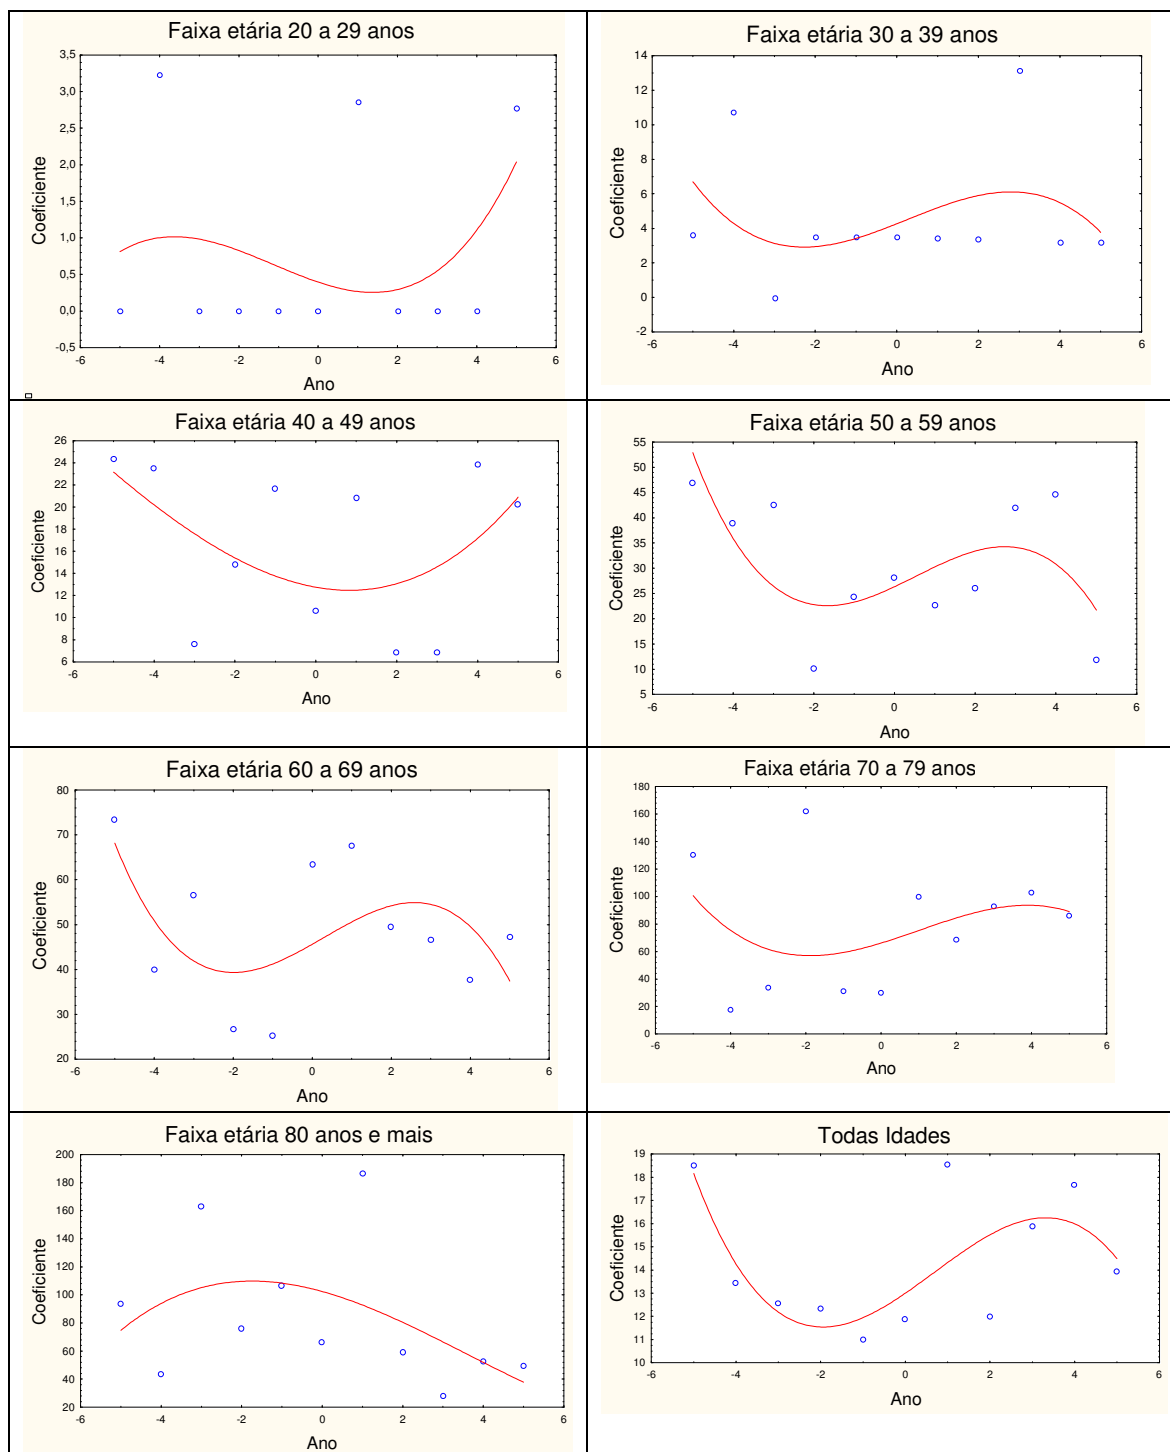 Faixa etária 20 a 29 anos
3,5
3,0
2,5
2,0
1,5
1,0
0,5
0,0
-0,5
Coeficiente
-6 -4 -2 0 2 4 6
Ano
Faixa etária 30 a 39 anos
14
12
10
8
6
4
2
0
-2
Coeficiente
-6 -4 -2 0 2 4 6
Ano
Faixa etária 40 a 49 anos
26
24
22
20
18
16
14
12
10
8
6
Coeficiente
-6 -4 -2 0 2 4 6
Ano
Faixa etária 50 a 59 anos
55
50
45
40
35
30
25
20
15
10
5
Coeficiente
-6 -4 -2 0 2 4 6
Ano
Faixa etária 60 a 69 anos
80
70
60
50
40
30
20
Coeficiente
-6 -4 -2 0 2 4 6
Ano
Faixa etária 70 a 79 anos
180
160
140
120
100
80
60
40
20
0
Coeficiente
-6 -4 -2 0 2 4 6
Ano
Faixa etária 80 anos e mais
200
180
160
140
120
100
80
60
40
20
Coeficiente
-6 -4 -2 0 2 4 6
Ano
Todas Idades
19
18
17
16
15
14
13
12
11
10
Coeficiente
-6 -4 -2 0 2 4 6
Ano